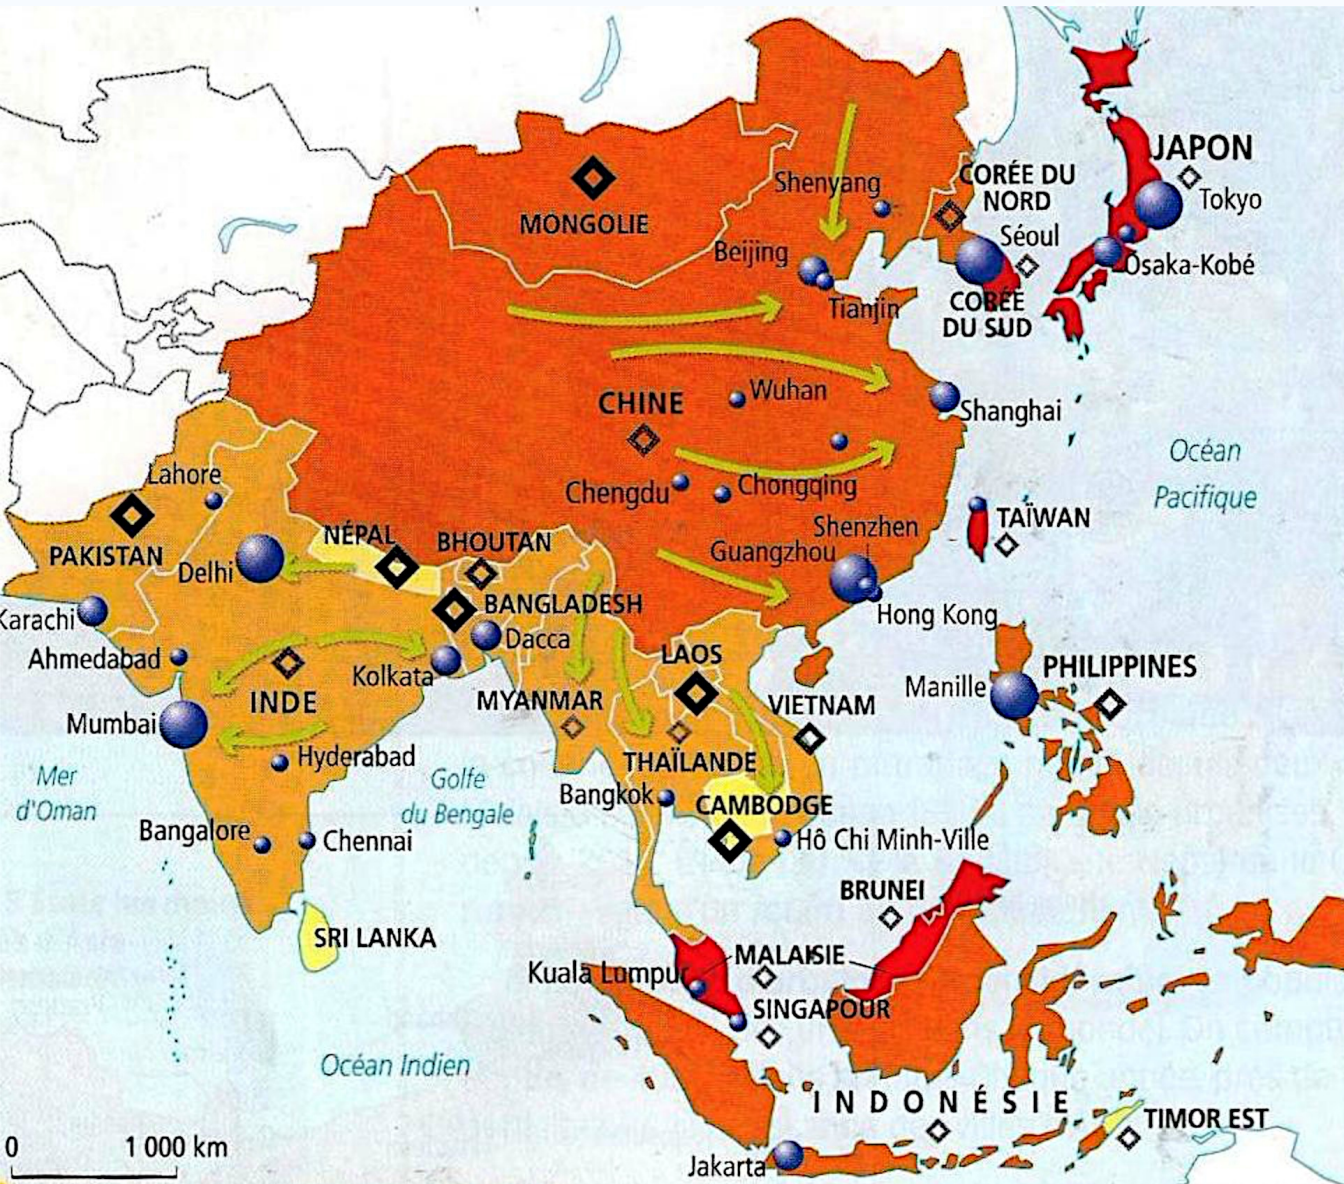 JAPON
CORÉE DU
NORD
Shenyang
Tokyo
MONGOLIE
Séoul
Beijing
Osaka-Kobé
Tianjin
CORÉE
DU SUD
Wuhan
CHINE
Shanghai
Océan
Pacifique
Lahore
Chengdu
Chongqing
TAÏWAN
Shenzhen
NÉPAL
BHOUTAN
Guangzhou
PAKISTAN
Delhi
BANGLADESH
Hong Kong
Karachi
Dacca
LAOS
Ahmedabad
PHILIPPINES
Kolkata
Manille
INDE
MYANMAR
VIETNAM
Mumbai
Hyderabad
THAÏLANDE
Mer
d'Oman
Golfe
du Bengale
Bangkok
CAMBODGE
Bangalore
Chennai
Hô Chi Minh-Ville
BRUNEI
SRI LANKA
MALAISIE
Kuala Lumpur
SINGAPOUR
Océan Indien
INDONÉSIE
TIMOR EST
0 1 000 km
Jakarta